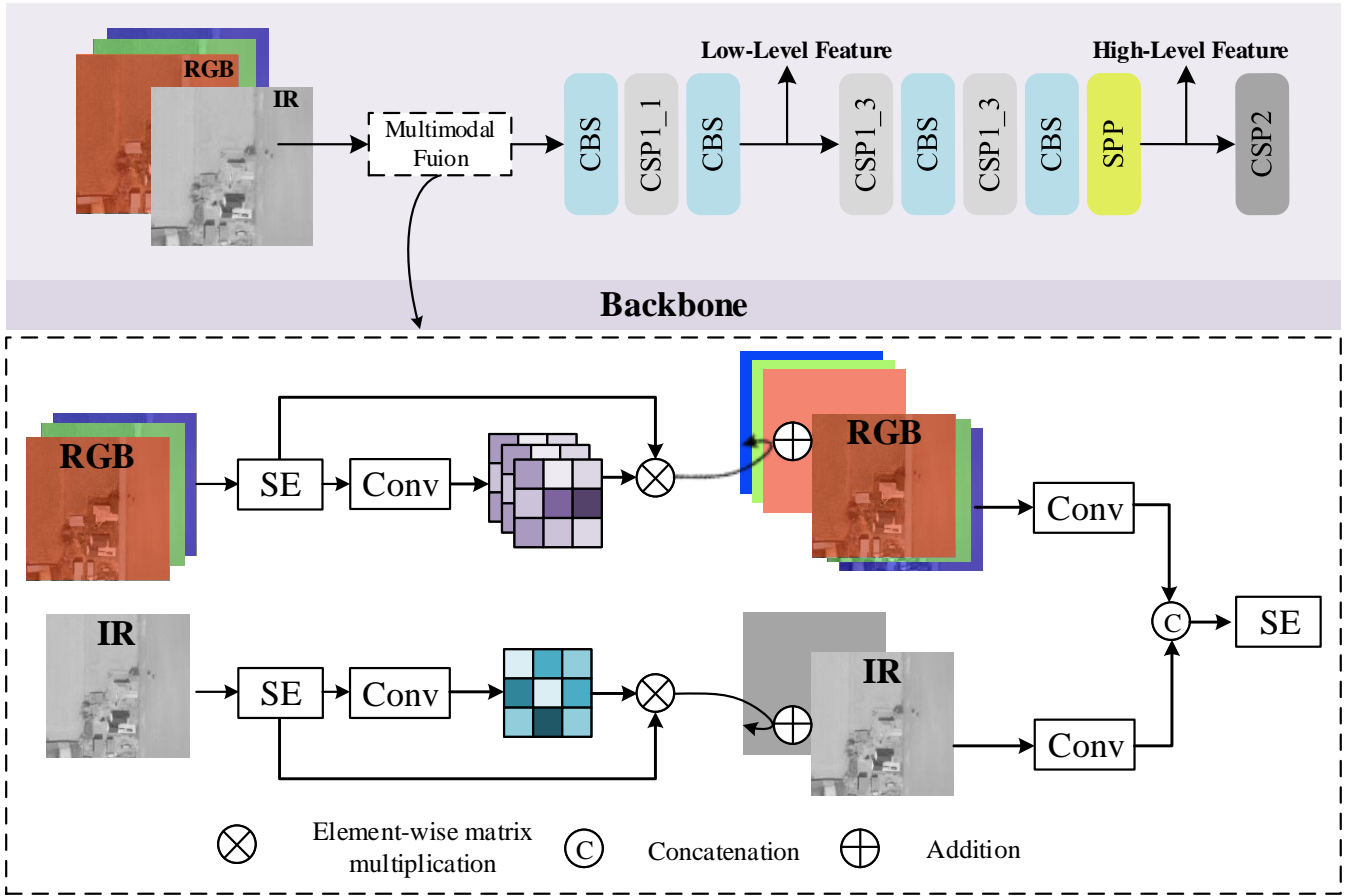 Low-Level Feature
High-Level Feature
RGB
IR
Multimodal
Fuion
CBS
CSP1_1
CBS
CSP1_3
CBS
CSP1_3
CBS
SPP
CSP2
Backbone
RGB
SE
Conv
RGB
Conv
IR
SE
Conv
IR
Conv
C
SE
Element-wise matrix
multiplication
C
Concatenation
Addition